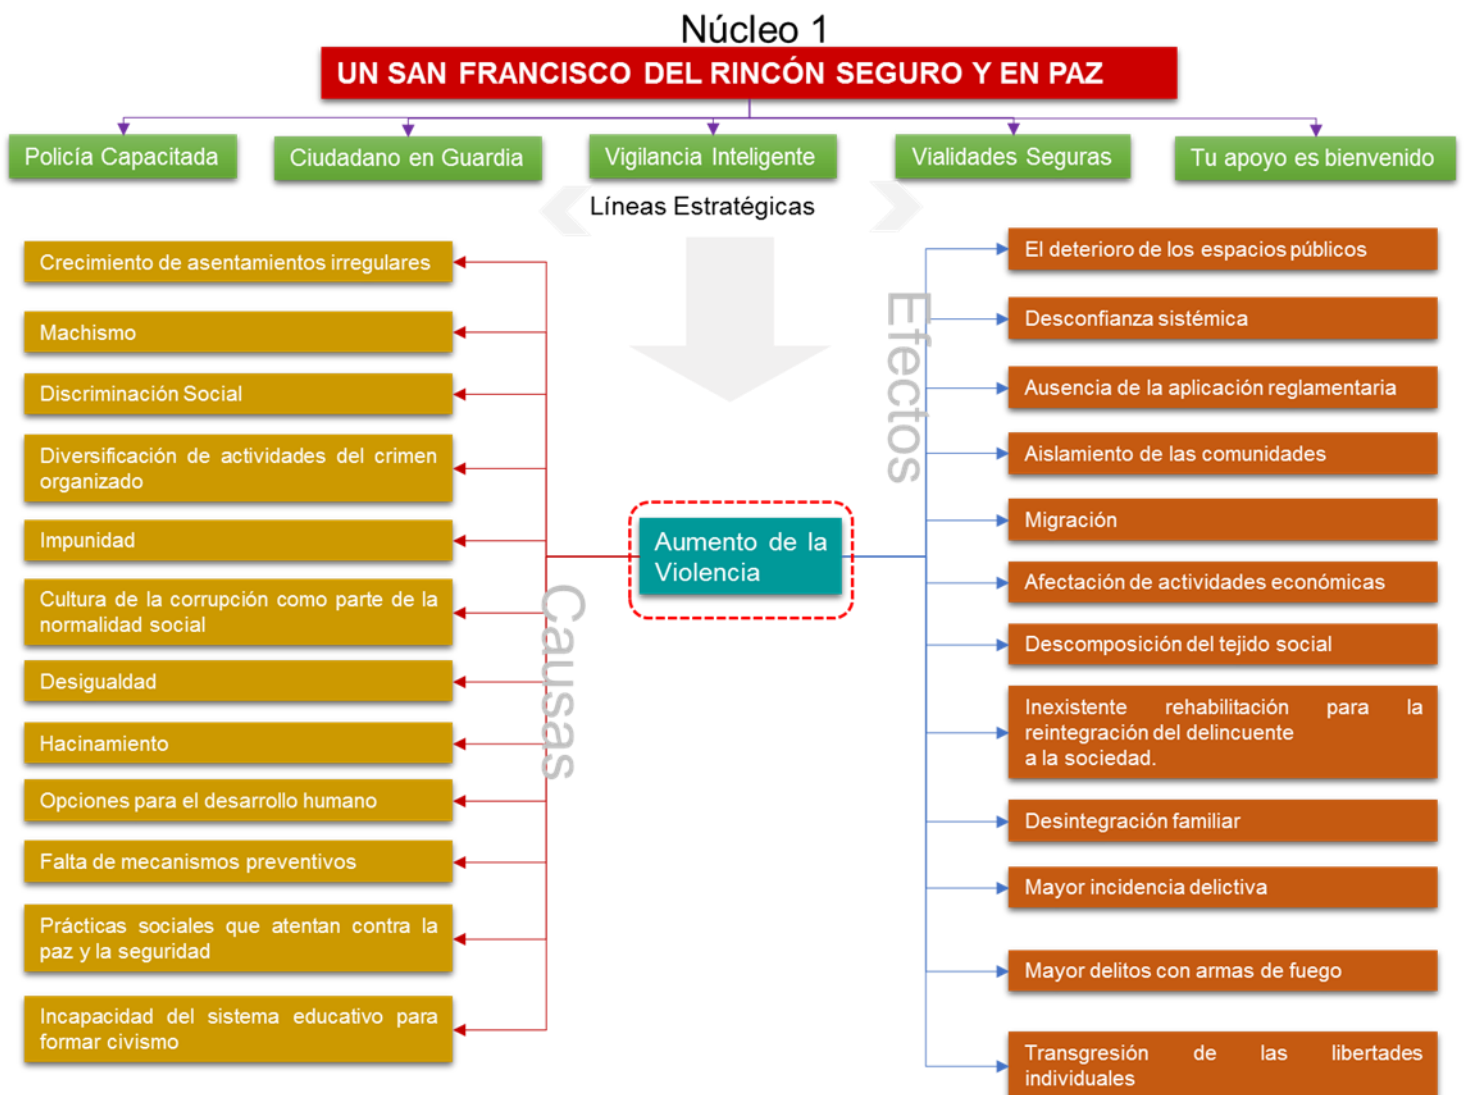 Núcleo 1
UN SAN FRANCISCO DEL RINCÓN SEGURO Y EN PAZ
Policía Capacitada
Ciudadano en Guardia
Vigilancia Inteligente
Vialidades Seguras
Tu apoyo es bienvenido
Líneas Estratégicas
Crecimiento de asentamientos irregulares
Machismo
Discriminación Social
Diversificación de actividades del crimen
organizado
Impunidad
Cultura de la corrupción como parte de la
normalidad social
Desigualdad
Hacinamiento
Opciones para el desarrollo humano
Falta de mecanismos preventivos
Prácticas sociales que atentan contra la
paz y la seguridad
Incapacidad del sistema educativo para
formar civismo
Causas
Aumento de la
Violencia
Efectos
El deterioro de los espacios públicos
Desconfianza sistémica
Ausencia de la aplicación reglamentaria
Aislamiento de las comunidades
Migración
Afectación de actividades económicas
Descomposición del tejido social
Inexistente rehabilitación para la
reintegración del delincuente
a la sociedad.
Desintegración familiar
Mayor incidencia delictiva
Mayor delitos con armas de fuego
Transgresión de las libertades
individuales